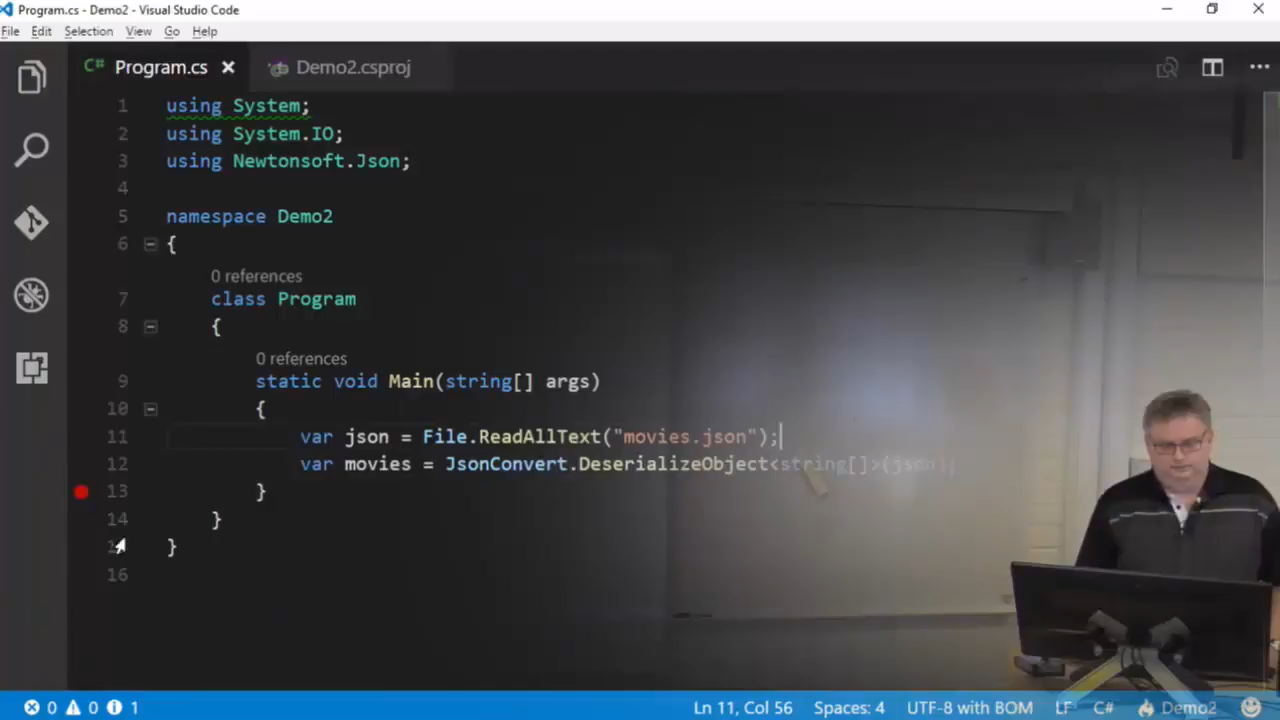 Program.cs - Demo2 - Visual Studio Code
File Edit Selection View Go Help
C# Program.cs Demo2.csproj
1 using System;
2 using System.IO;
3 using Newtonsoft.Json;
4
5 namespace Demo2
6 {
0 references
7 class Program
8 {
0 references
9 static void Main(string[] args)
10 {
11 var json = File.ReadAllText("movies.json");
12 var movies = JsonConvert.DeserializeObject<string[]>(json);
13 }
14 }
}
16
0 0 1 Ln 11, Col 56 Spaces: 4 UTF-8 with BOM LF C# Demo2